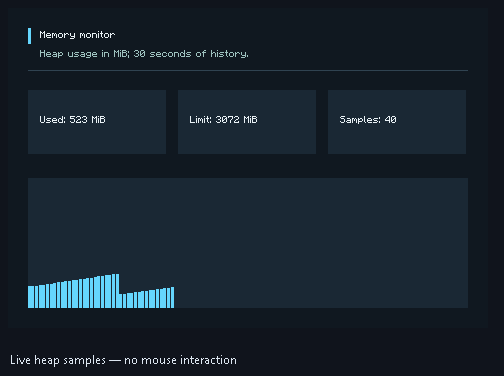 Memory monitor
Heap usage in MiB; 30 seconds of history.
Used: 523 MiB
Limit: 3072 MiB
Samples: 40
Live heap samples — no mouse interaction